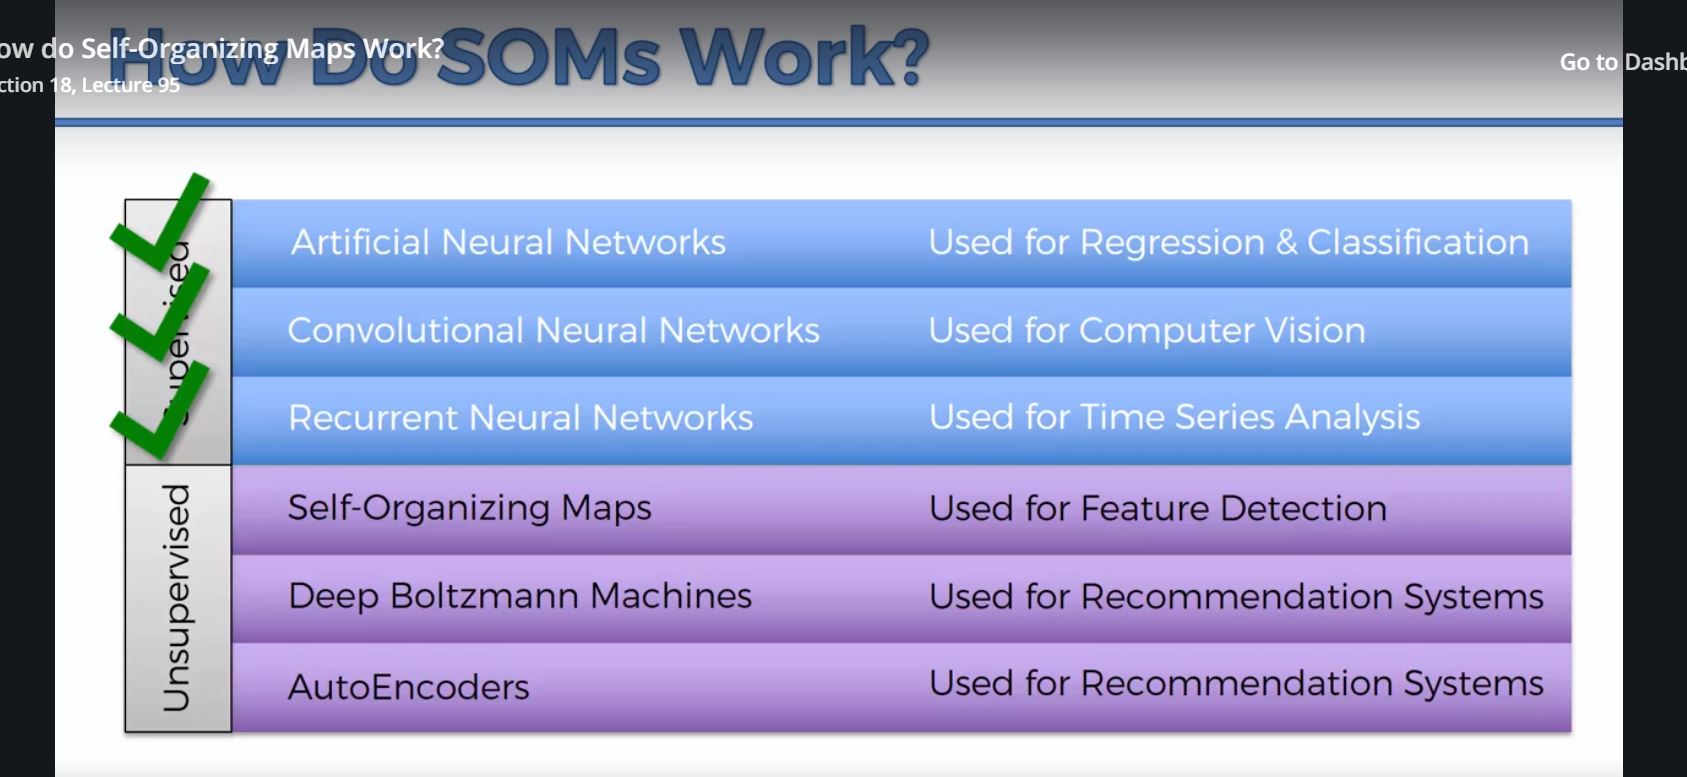 How Do SOMs Work?
ow do Self-Organizing Maps Work?
ction 18, Lecture 95
Go to Dashb
Supervised
Artificial Neural Networks Used for Regression & Classification
Convolutional Neural Networks Used for Computer Vision
Recurrent Neural Networks Used for Time Series Analysis
Unsupervised
Self-Organizing Maps Used for Feature Detection
Deep Boltzmann Machines Used for Recommendation Systems
AutoEncoders Used for Recommendation Systems